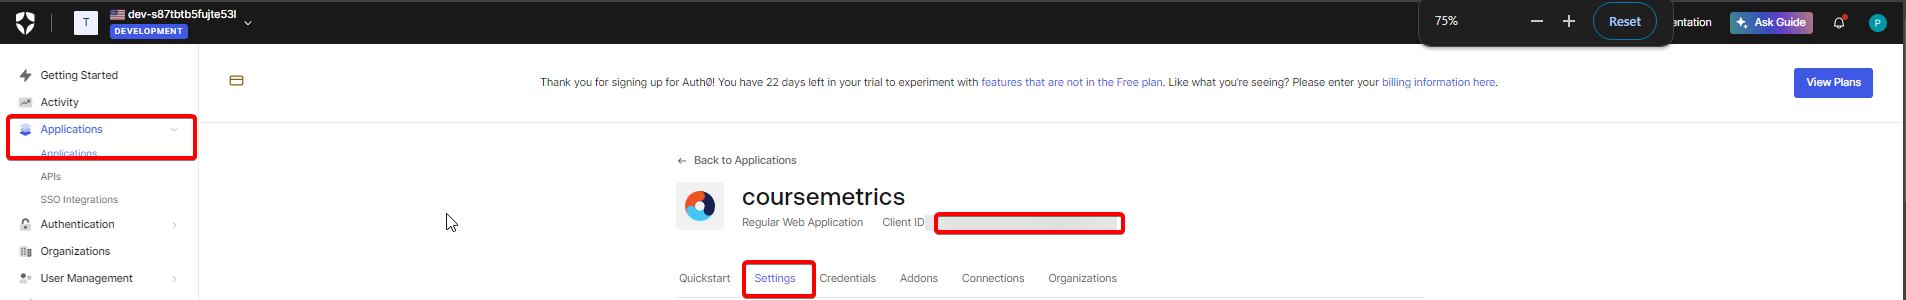 T
dev-s87tbtb5fujte53l
DEVELOPMENT
75%
Reset
entation
Ask Guide
P
Getting Started
Activity
Applications
Applications
APIs
SSO Integrations
Authentication
Organizations
User Management
Thank you for signing up for Auth0! You have 22 days left in your trial to experiment with features that are not in the Free plan. Like what you're seeing? Please enter your billing information here.
View Plans
← Back to Applications
coursemetrics
Regular Web Application Client ID
Quickstart Settings Credentials Addons Connections Organizations